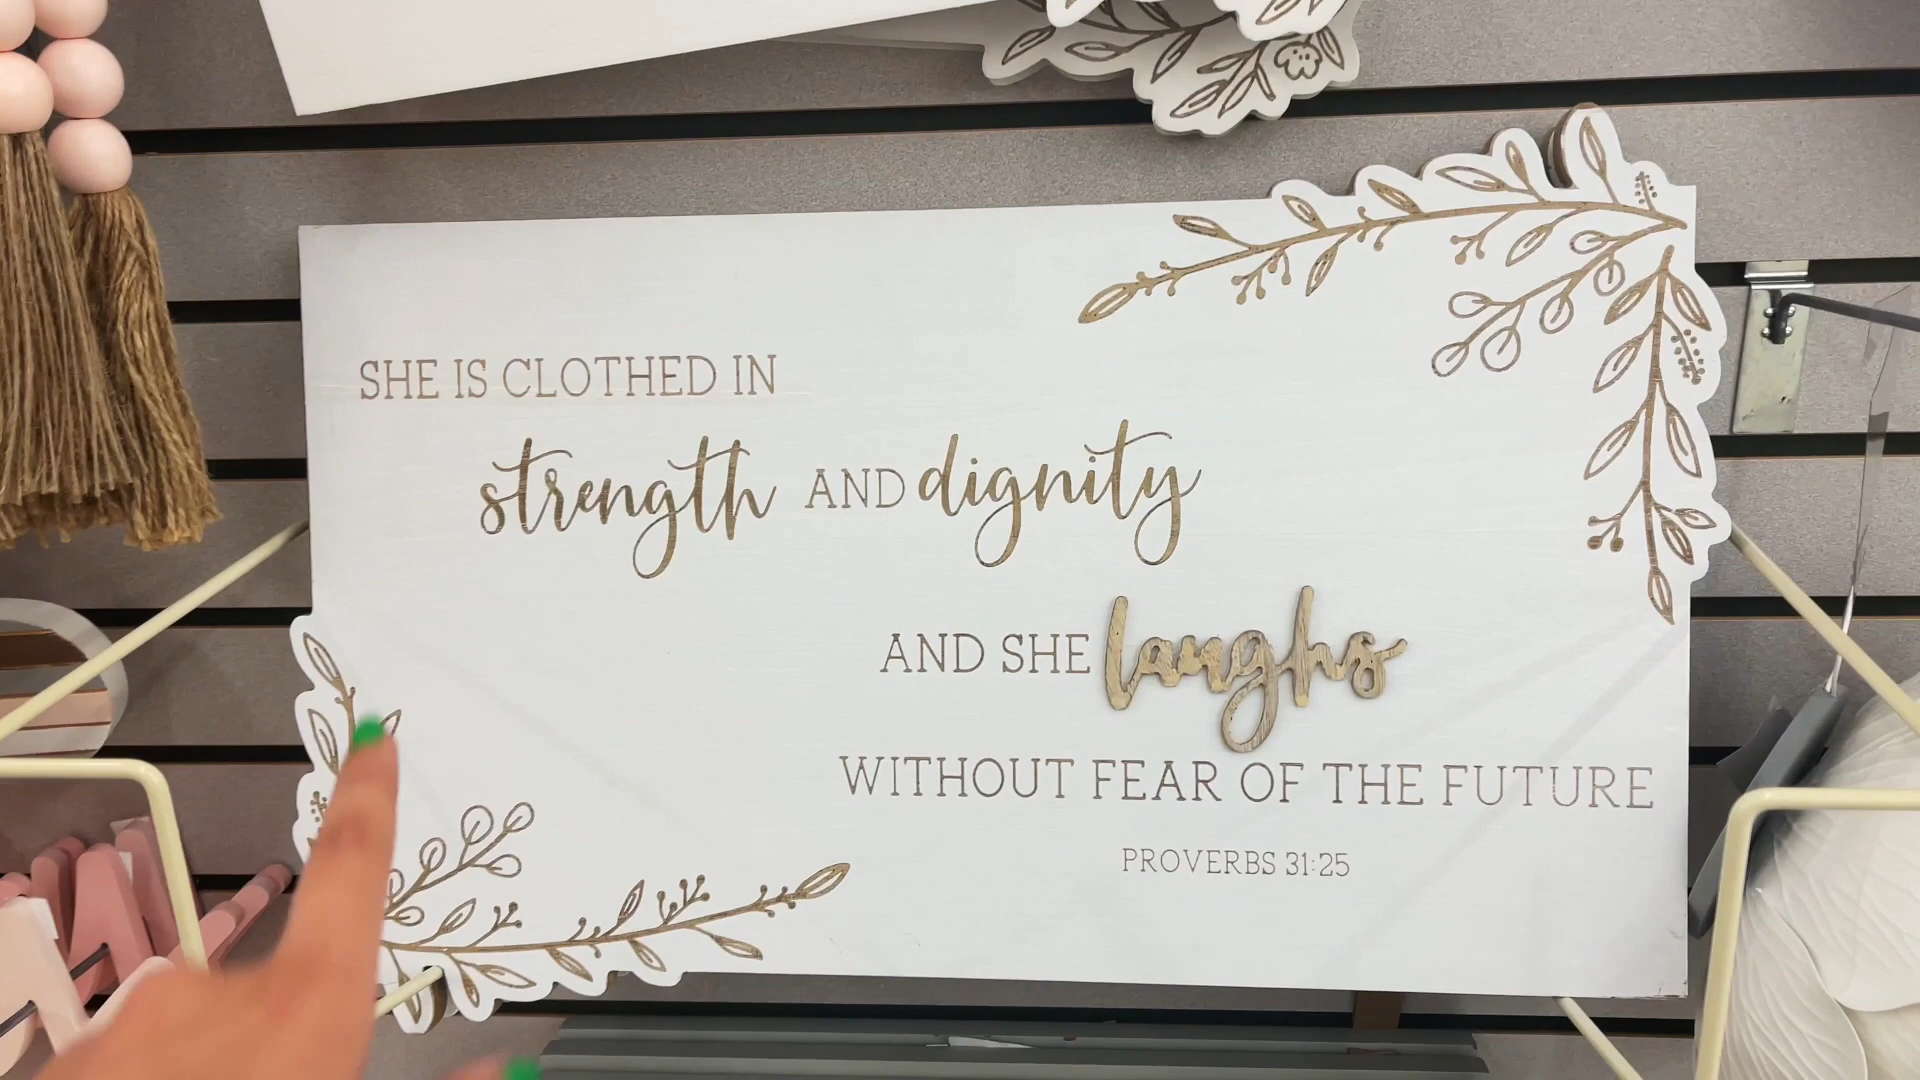 SHE IS CLOTHED IN
strength AND dignity
AND SHE laughs
WITHOUT FEAR OF THE FUTURE
PROVERBS 31:25